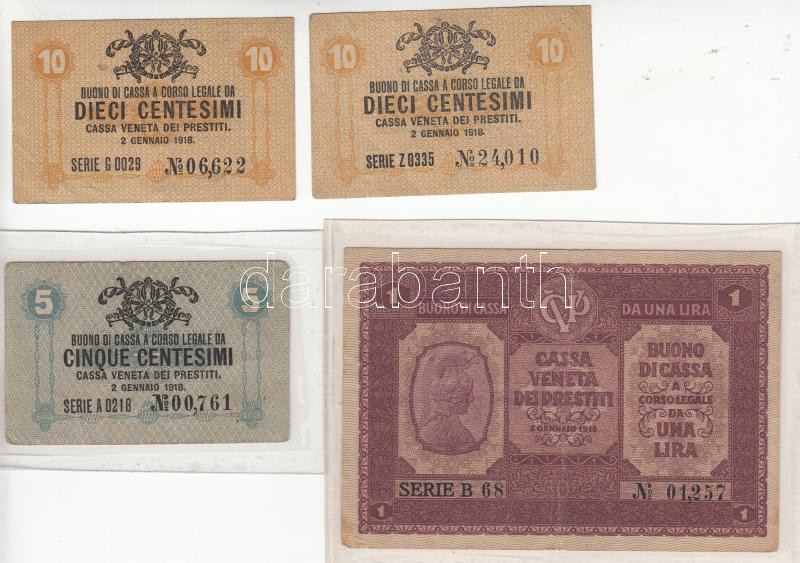 10 10
BUONO DI CASSA A CORSO LEGALE DA
DIECI CENTESIMI
CASSA VENETA DEI PRESTITI.
2 GENNAIO 1918.
SERIE G 0029 № 06,622
10 10
BUONO DI CASSA A CORSO LEGALE DA
DIECI CENTESIMI
CASSA VENETA DEI PRESTITI.
2 GENNAIO 1918.
SERIE Z 0335 № 24,010
darabanth
5 5
BUONO DI CASSA A CORSO LEGALE DA
CINQUE CENTESIMI
CASSA VENETA DEI PRESTITI.
2 GENNAIO 1918.
SERIE A 0218 № 00,761
1 1
BUONO DI CASSA DA UNA LIRA
CVP
CASSA
VENETA
DEI PRESTITI
2 GENNAIO 1918
BUONO
DI CASSA
A
CORSO LEGALE
DA
UNA
LIRA
SERIE B 68 № 01,257
1 1